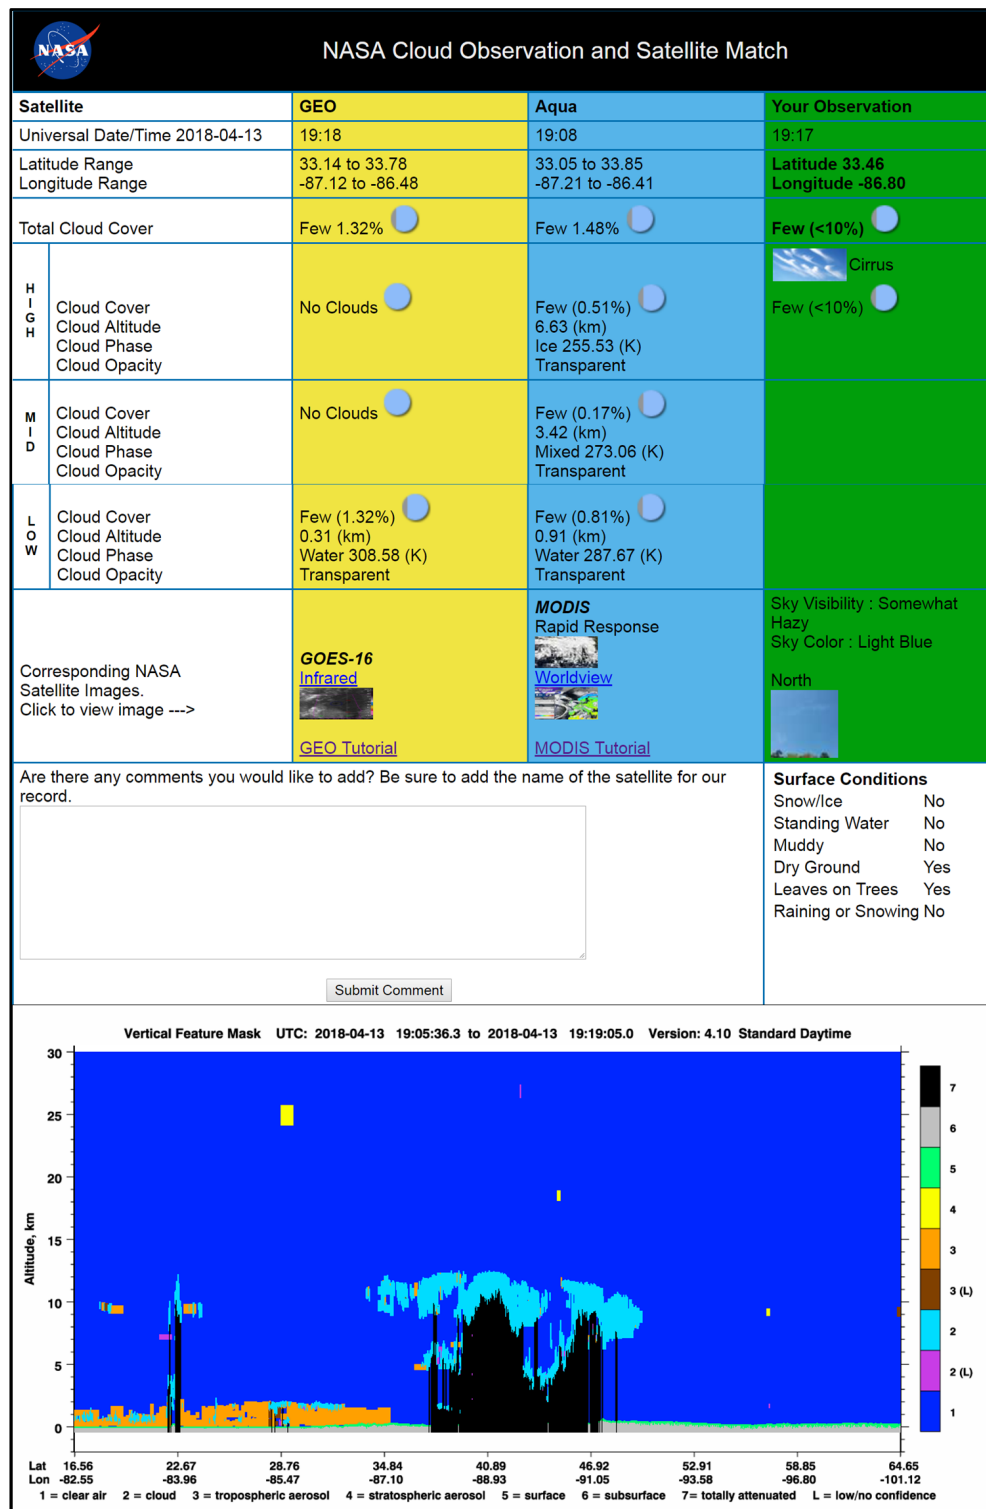 NASA
NASA Cloud Observation and Satellite Match
Satellite GEO Aqua Your Observation
Universal Date/Time 2018-04-13 19:18 19:08 19:17
Latitude Range 33.14 to 33.78 33.05 to 33.85 Latitude 33.46
Longitude Range -87.12 to -86.48 -87.21 to -86.41 Longitude -86.80
Total Cloud Cover Few 1.32% Few 1.48% Few (<10%)
HIGH
Cirrus
Cloud Cover No Clouds Few (0.51%) Few (<10%)
Cloud Altitude 6.63 (km)
Cloud Phase Ice 255.53 (K)
Cloud Opacity Transparent
MID
Cloud Cover No Clouds Few (0.17%)
Cloud Altitude 3.42 (km)
Cloud Phase Mixed 273.06 (K)
Cloud Opacity Transparent
LOW
Cloud Cover Few (1.32%) Few (0.81%)
Cloud Altitude 0.31 (km) 0.91 (km)
Cloud Phase Water 308.58 (K) Water 287.67 (K)
Cloud Opacity Transparent Transparent
Corresponding NASA
Satellite Images.
Click to view image --->
GOES-16
Infrared
GEO Tutorial
MODIS
Rapid Response
Worldview
MODIS Tutorial
Sky Visibility : Somewhat
Hazy
Sky Color : Light Blue
North
Are there any comments you would like to add? Be sure to add the name of the satellite for our
record.
Submit Comment
Surface Conditions
Snow/Ice No
Standing Water No
Muddy No
Dry Ground Yes
Leaves on Trees Yes
Raining or Snowing No
Vertical Feature Mask UTC: 2018-04-13 19:05:36.3 to 2018-04-13 19:19:05.0 Version: 4.10 Standard Daytime
Altitude, km
30
25
20
15
10
5
0
7
6
5
4
3
3 (L)
2
2 (L)
1
Lat 16.56 22.67 28.76 34.84 40.89 46.92 52.91 58.85 64.65
Lon -82.55 -83.96 -85.47 -87.10 -88.93 -91.05 -93.58 -96.80 -101.12
1 = clear air 2 = cloud 3 = tropospheric aerosol 4 = stratospheric aerosol 5 = surface 6 = subsurface 7= totally attenuated L = low/no confidence